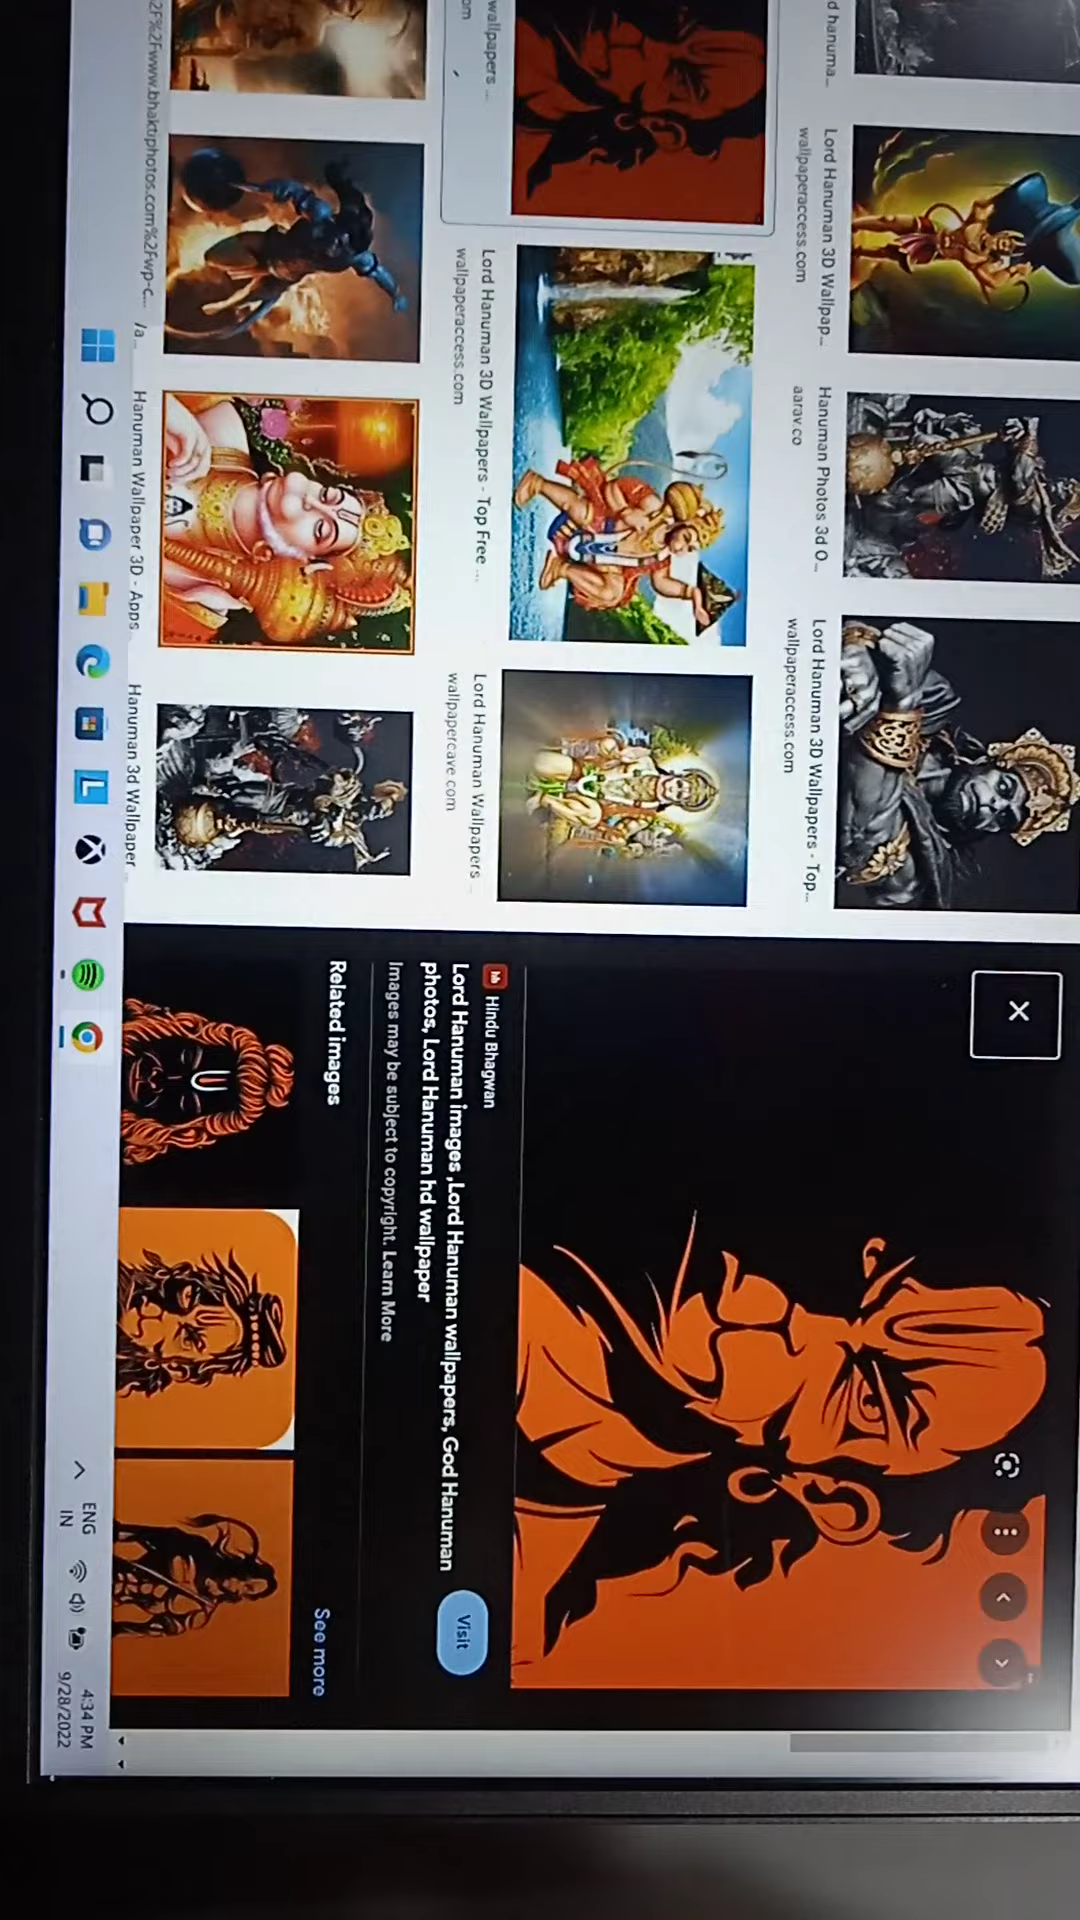 d hanuma...
Lord Hanuman 3D Wallpap...
wallpaperaccess.com
Hanuman Photos 3d O...
aarav.co
Lord Hanuman 3D Wallpapers - Top...
wallpaperaccess.com
wallpapers ...
om
Lord Hanuman 3D Wallpapers - Top Free ...
wallpaperaccess.com
Lord Hanuman Wallpapers ...
wallpapercave.com
Hanuman Wallpaper 3D - Apps
Hanuman 3d Wallpaper
2F%2Fwww.bhaktiphotos.com%2Fwp-c...
/a...
hb Hindu Bhagwan
Lord Hanuman images ,Lord Hanuman wallpapers, God Hanuman
photos, Lord Hanuman hd wallpaper
Visit
Images may be subject to copyright. Learn More
Related images
See more
ENG
IN
4:34 PM
9/28/2022